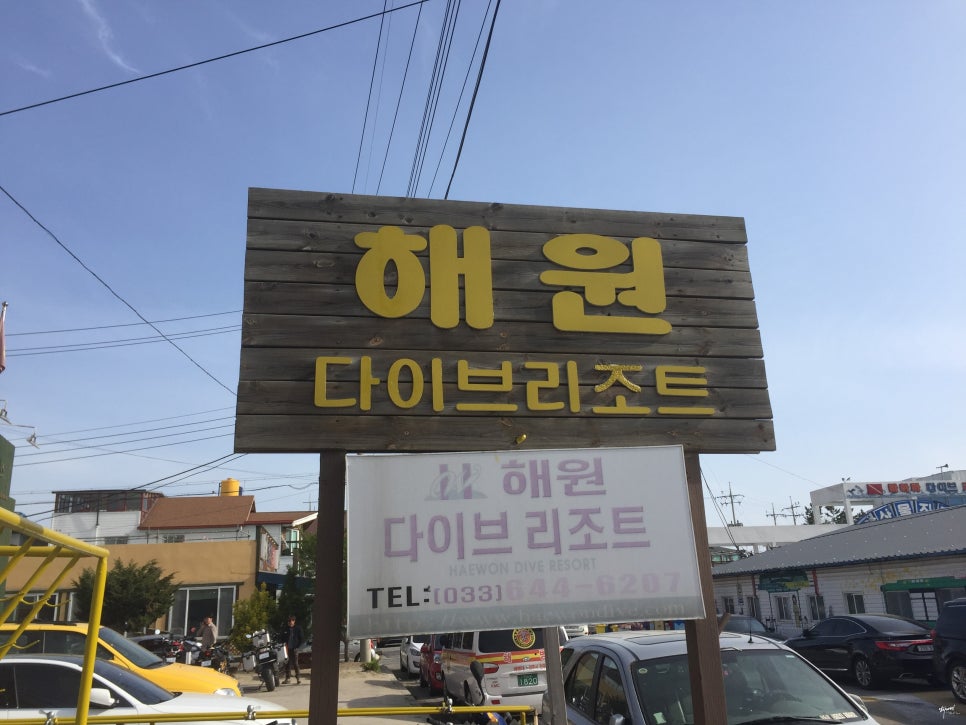 해원
다이브리조트
해원
다이브 리조트
HAEWON DIVE RESORT
TEL:(033)644-6207
1820